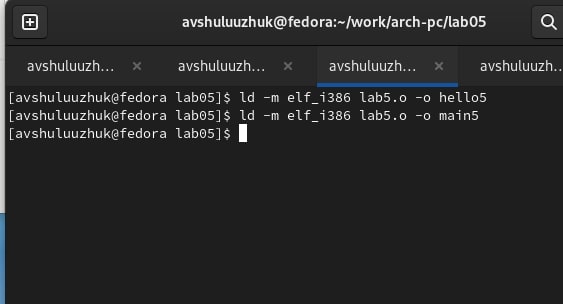 avshuluuzhuk@fedora:~/work/arch-pc/lab05
avshuluuzh... × avshuluuzh... × avshuluuzh... × avshuluuzh...
[avshuluuzhuk@fedora lab05]$ ld -m elf_i386 lab5.o -o hello5
[avshuluuzhuk@fedora lab05]$ ld -m elf_i386 lab5.o -o main5
[avshuluuzhuk@fedora lab05]$